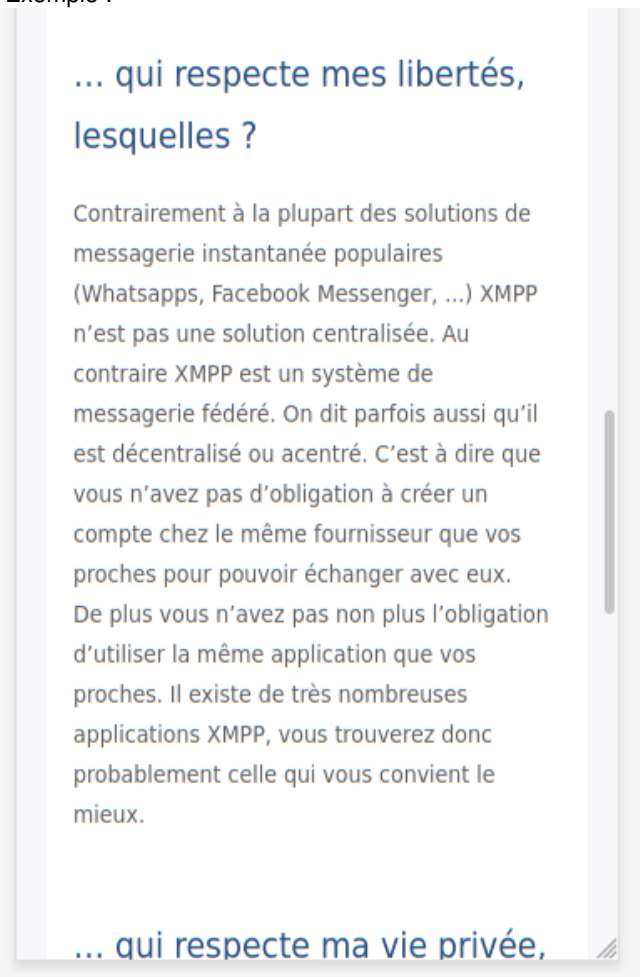 Exemple :
... qui respecte mes libertés,
lesquelles ?
Contrairement à la plupart des solutions de
messagerie instantanée populaires
(Whatsapps, Facebook Messenger, ...) XMPP
n’est pas une solution centralisée. Au
contraire XMPP est un système de
messagerie fédéré. On dit parfois aussi qu’il
est décentralisé ou acentré. C’est à dire que
vous n’avez pas d’obligation à créer un
compte chez le même fournisseur que vos
proches pour pouvoir échanger avec eux.
De plus vous n’avez pas non plus l’obligation
d’utiliser la même application que vos
proches. Il existe de très nombreuses
applications XMPP, vous trouverez donc
probablement celle qui vous convient le
mieux.
... qui respecte ma vie privée,